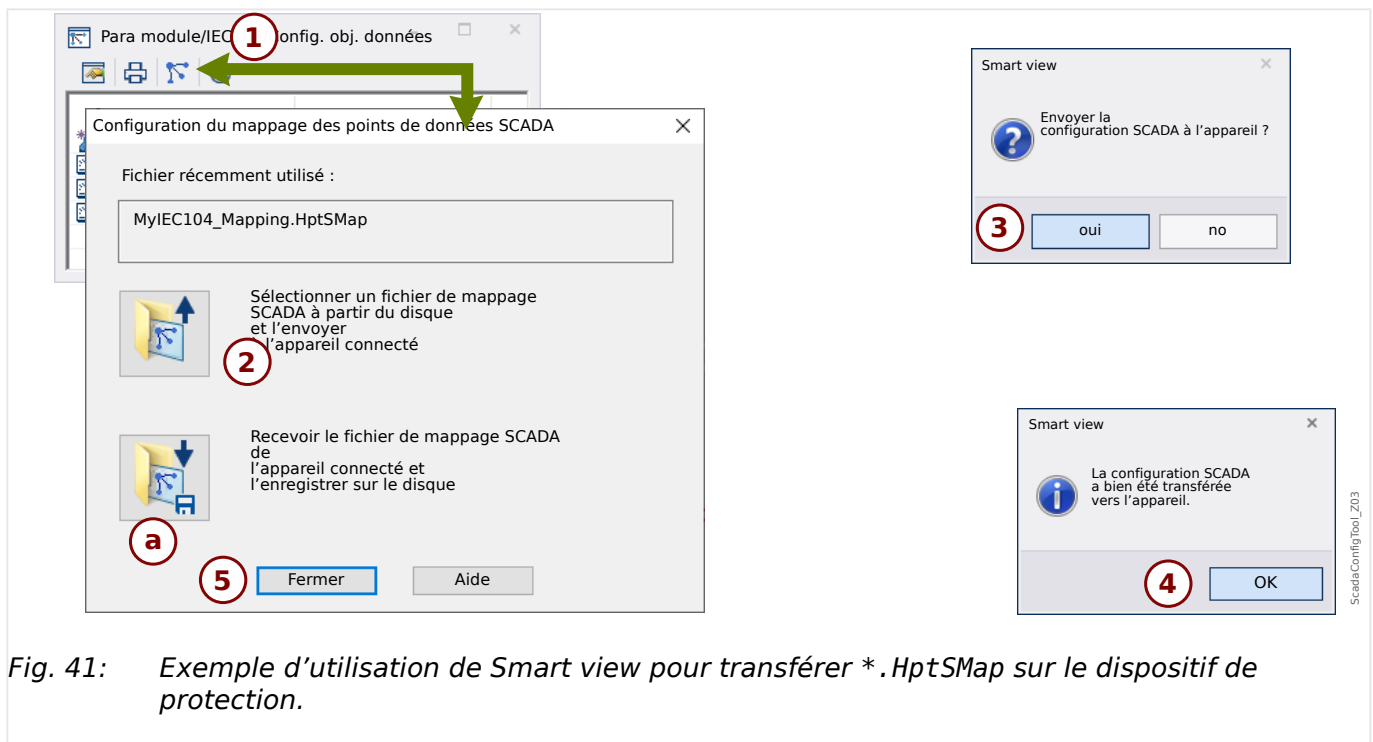 Para module/IEC 1 onfig. obj. données
Configuration du mappage des points de données SCADA
Fichier récemment utilisé :
MyIEC104_Mapping.HptSMap
Sélectionner un fichier de mappage
SCADA à partir du disque
et l’envoyer
l’appareil connecté
2
Recevoir le fichier de mappage SCADA
de
l’appareil connecté et
l’enregistrer sur le disque
a
5
Fermer
Aide
Smart view
Envoyer la
configuration SCADA à l’appareil ?
3
oui
no
Smart view
La configuration SCADA
a bien été transférée
vers l’appareil.
4
OK
ScadaConfigTool_Z03
Fig. 41: Exemple d’utilisation de Smart view pour transférer *.HptSMap sur le dispositif de
protection.